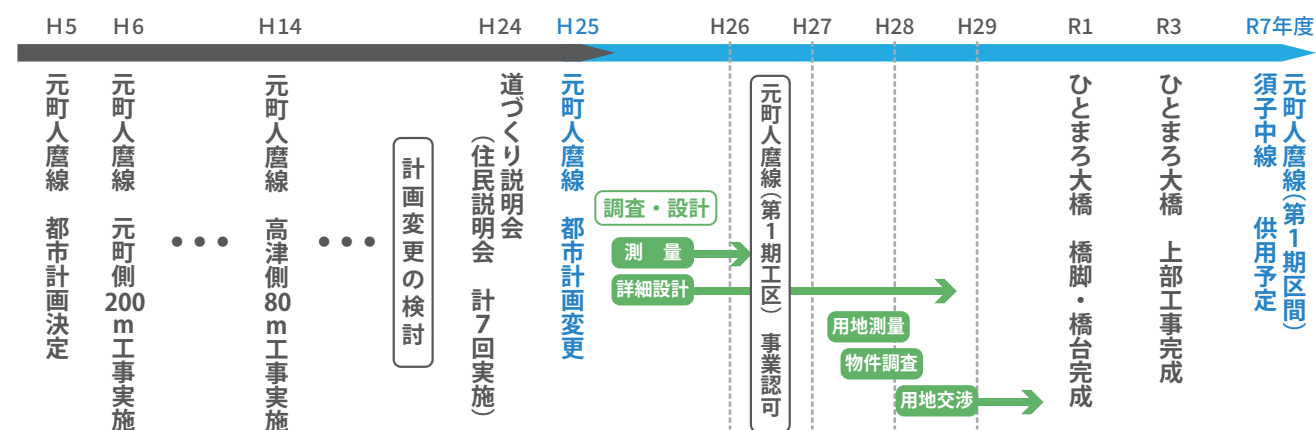 H5
H6
H14
H24
H25
H26
H27
H28
H29
R1
R3
R7年度
元町人麿線 都市計画決定
元町人麿線 元町側200m工事実施
•••
元町人麿線 高津側80m工事実施
•••
計画変更の検討
道づくり説明会
(住民説明会 計7回実施)
元町人麿線 都市計画変更
調査・設計
測 量
詳細設計
元町人麿線(第1期工区) 事業認可
用地測量
物件調査
用地交渉
ひとまろ大橋 橋脚・橋台完成
ひとまろ大橋 上部工事完成
元町人麿線(第1期区間)
須子中線 供用予定